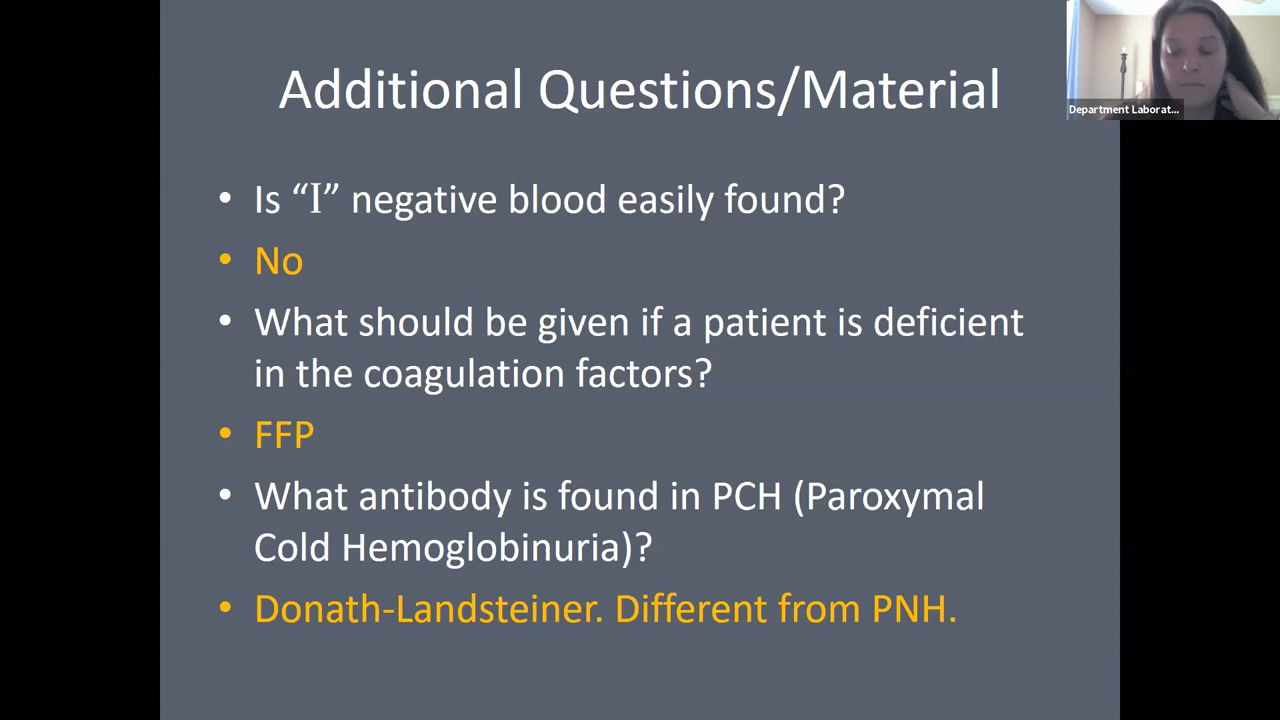 Additional Questions/Material
Department Laborat...
• Is “I” negative blood easily found?
• No
• What should be given if a patient is deficient
in the coagulation factors?
• FFP
• What antibody is found in PCH (Paroxymal
Cold Hemoglobinuria)?
• Donath-Landsteiner. Different from PNH.